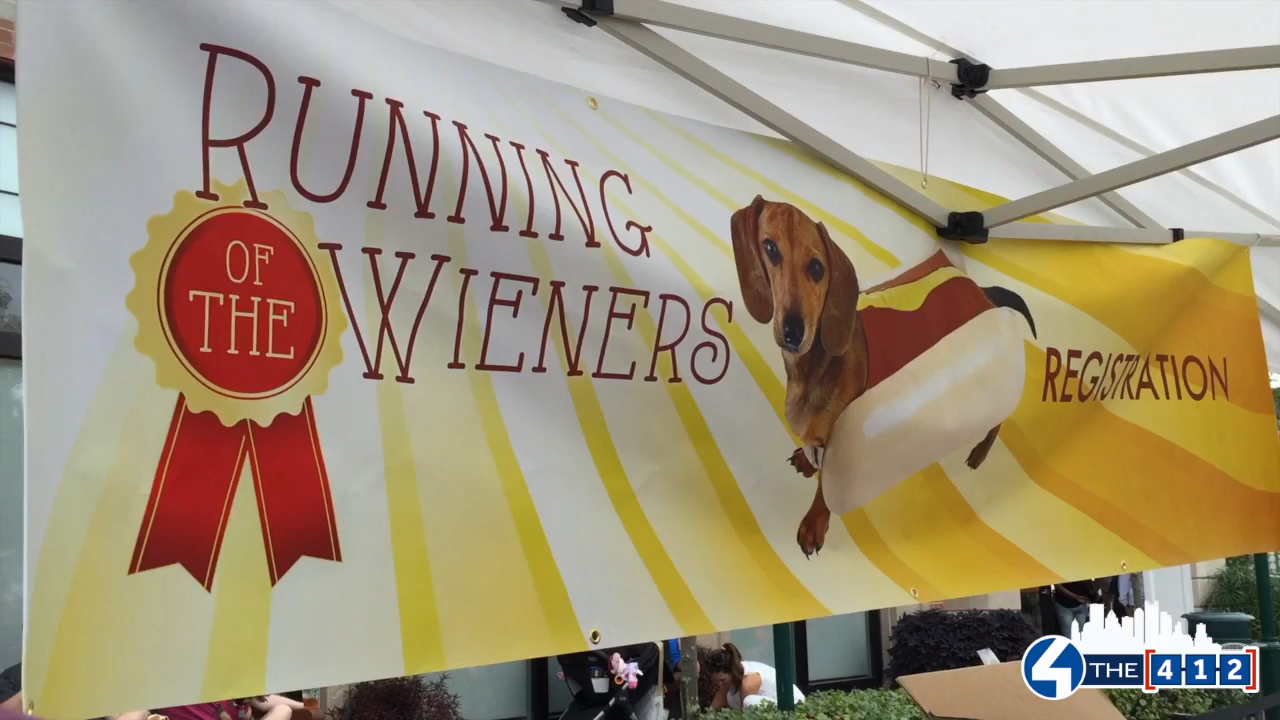 RUNNING
OF THE
WIENERS
REGISTRATION
4 THE [412]